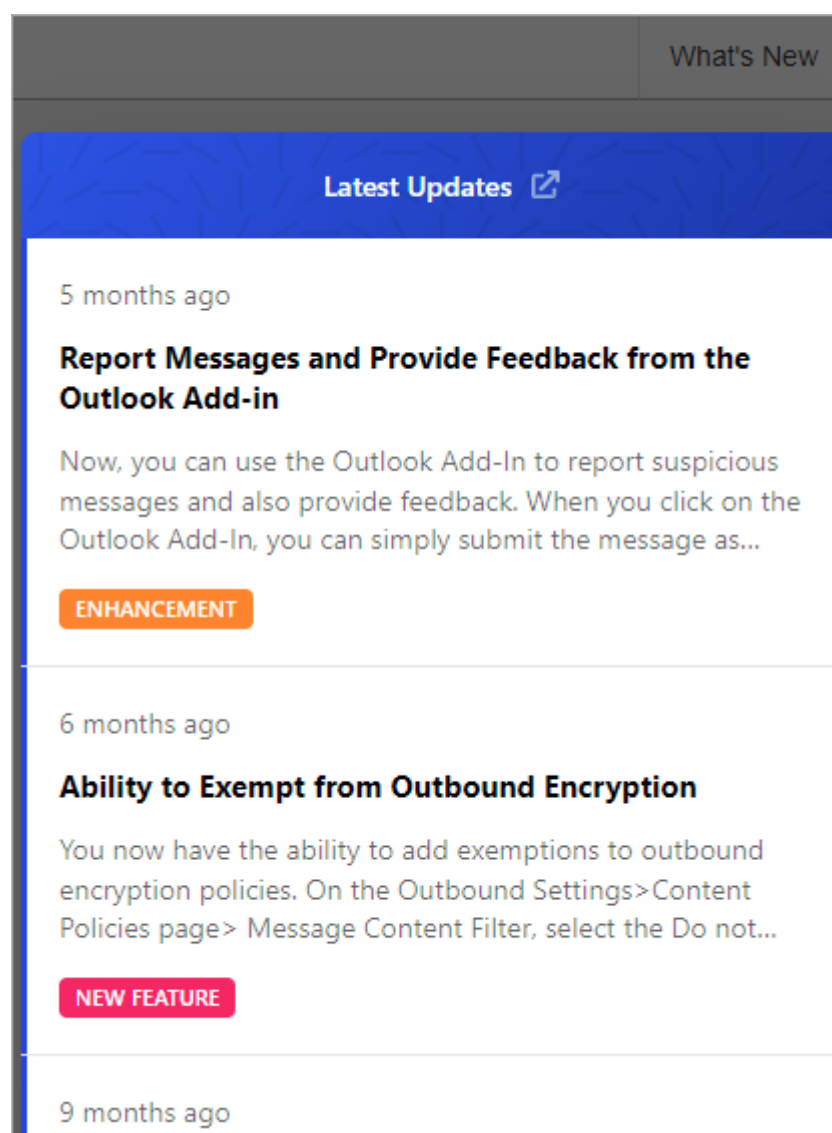 What's New
Latest Updates
5 months ago
Report Messages and Provide Feedback from the
Outlook Add-in
Now, you can use the Outlook Add-In to report suspicious
messages and also provide feedback. When you click on the
Outlook Add-In, you can simply submit the message as...
ENHANCEMENT
6 months ago
Ability to Exempt from Outbound Encryption
You now have the ability to add exemptions to outbound
encryption policies. On the Outbound Settings>Content
Policies page> Message Content Filter, select the Do not...
NEW FEATURE
9 months ago